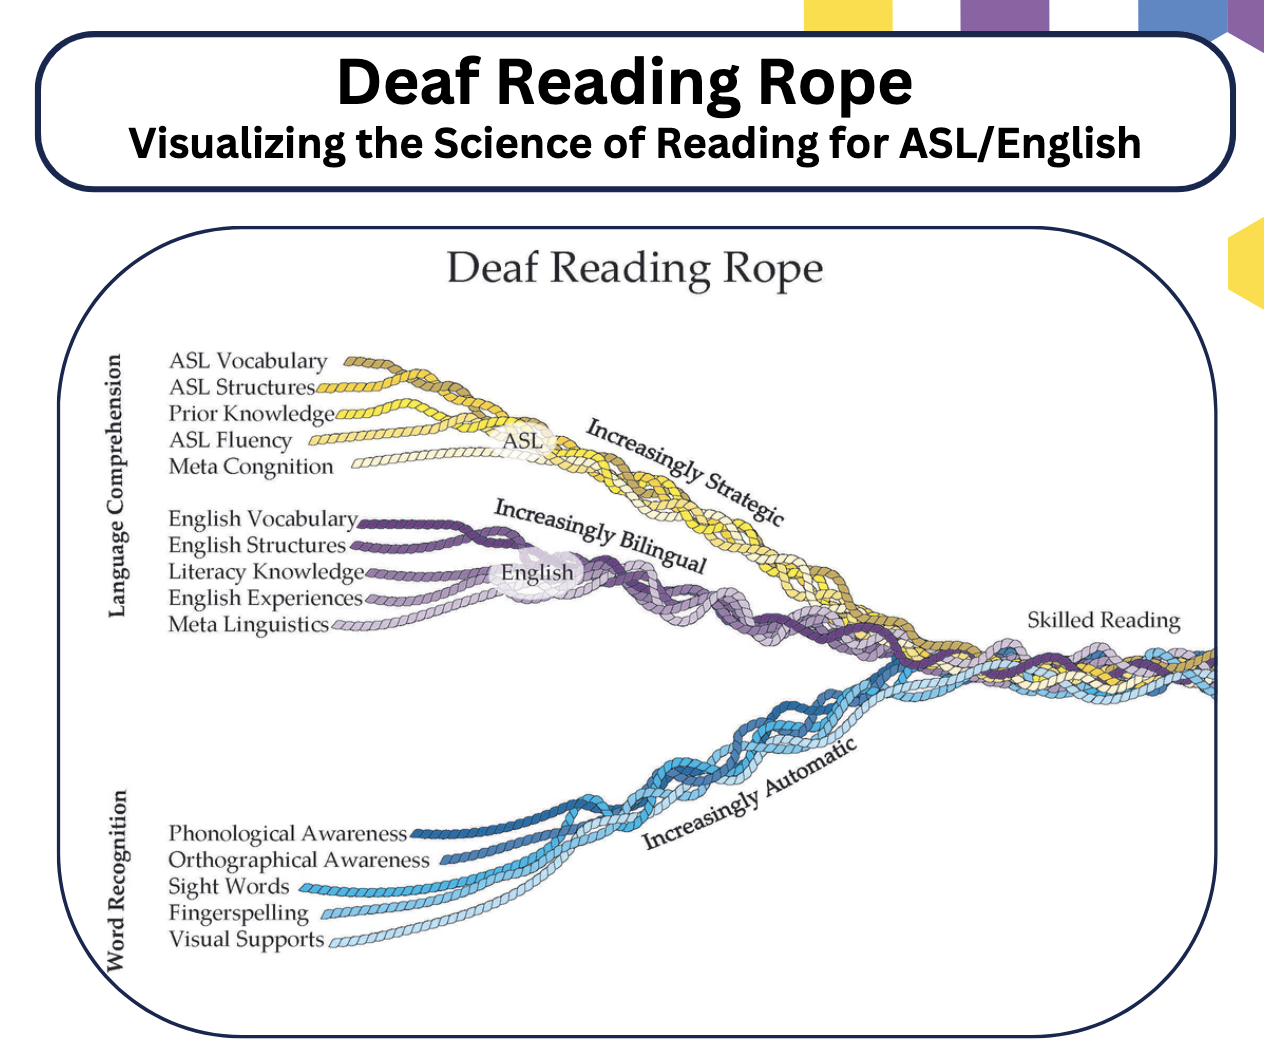 Deaf Reading Rope
Visualizing the Science of Reading for ASL/English
Deaf Reading Rope
Language Comprehension
ASL Vocabulary
ASL Structures
Prior Knowledge
ASL Fluency
Meta Congnition
ASL
Increasingly Strategic
English Vocabulary
English Structures
Literacy Knowledge
English Experiences
Meta Linguistics
English
Increasingly Bilingual
Skilled Reading
Word Recognition
Phonological Awareness
Orthographical Awareness
Sight Words
Fingerspelling
Visual Supports
Increasingly Automatic